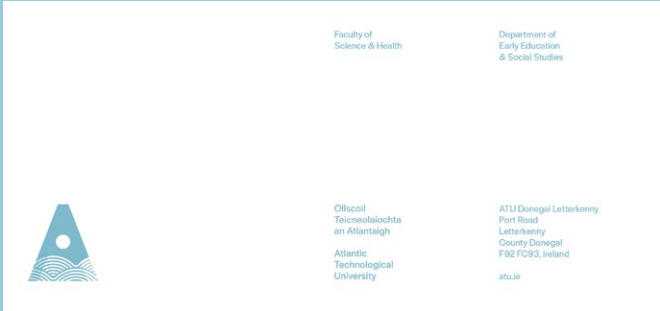 Faculty of
Science & Health
Department of
Early Education
& Social Studies
Ollscoil
Teicneolaíochta
an Atlantaigh
Atlantic
Technological
University
ATU Donegal Letterkenny
Port Road
Letterkenny
County Donegal
F92 FC93, Ireland
atu.ie